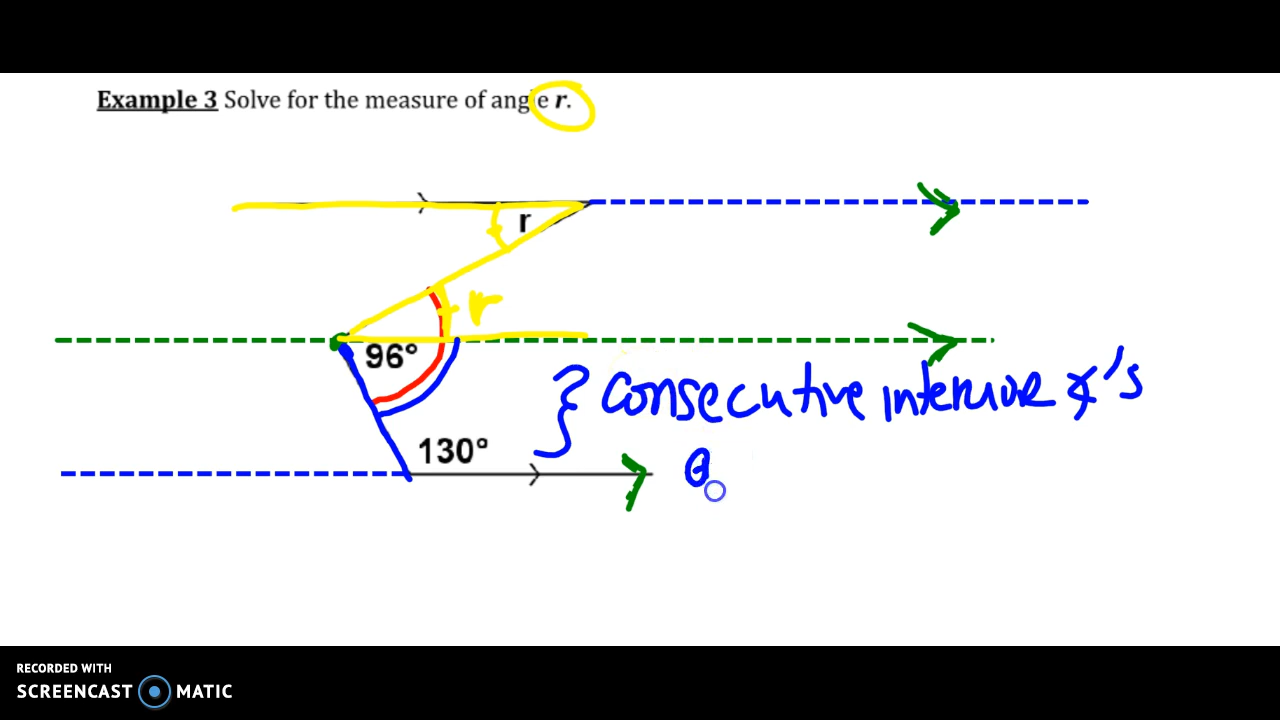 Example 3 Solve for the measure of angle r.
r
r
96°
} consecutive interior ∡'s
130°
θ
RECORDED WITH
SCREENCAST MATIC